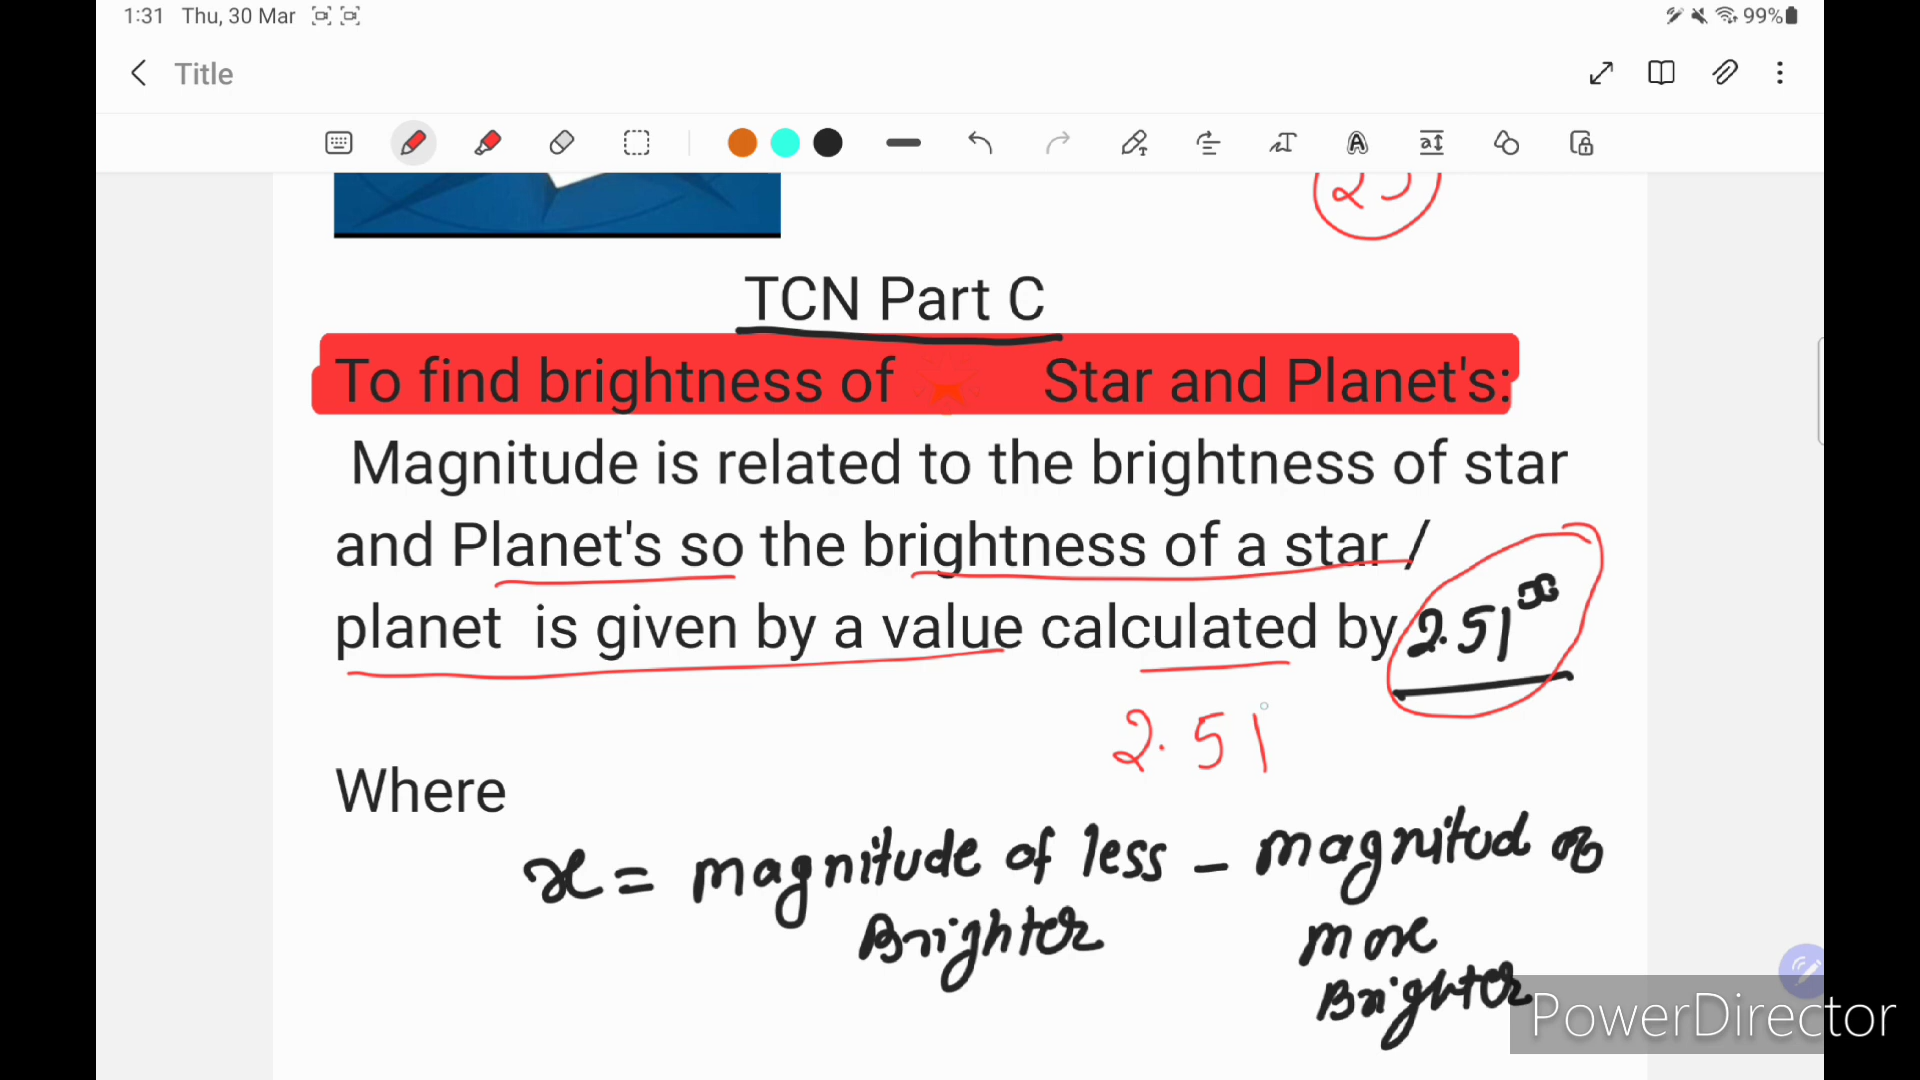 1:31 Thu, 30 Mar 99%
Title
TCN Part C
To find brightness of Star and Planet's:
Magnitude is related to the brightness of star
and Planet's so the brightness of a star /
planet is given by a value calculated by 2.51^x
2.51
Where
x = magnitude of less - magnitud of
Brighter more
Brighter
PowerDirector